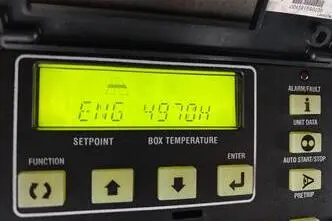 ALARM/FAULT
ENG 4970H
UNIT DATA
SETPOINT BOX TEMPERATURE
AUTO START/STOP
FUNCTION ENTER
PRETRIP